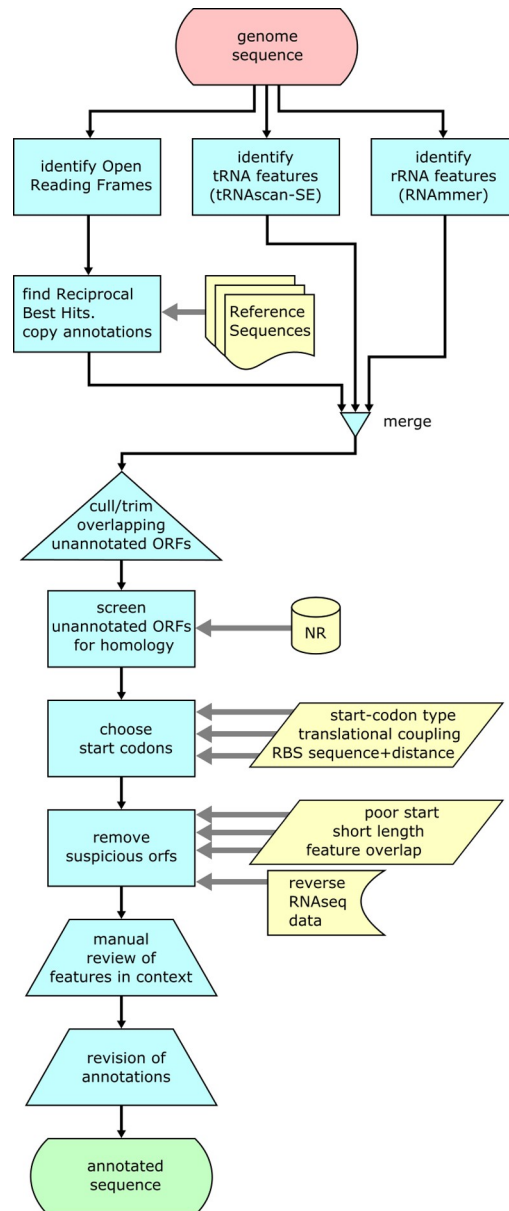 genome
sequence
identify Open
Reading Frames
identify
tRNA features
(tRNAscan-SE)
identify
rRNA features
(RNAmmer)
find Reciprocal
Best Hits.
copy annotations
Reference
Sequences
merge
cull/trim
overlapping
unannotated ORFs
screen
unannotated ORFs
for homology
NR
choose
start codons
start-codon type
translational coupling
RBS sequence+distance
remove
suspicious orfs
poor start
short length
feature overlap
reverse
RNAseq
data
manual
review of
features in context
revision of
annotations
annotated
sequence